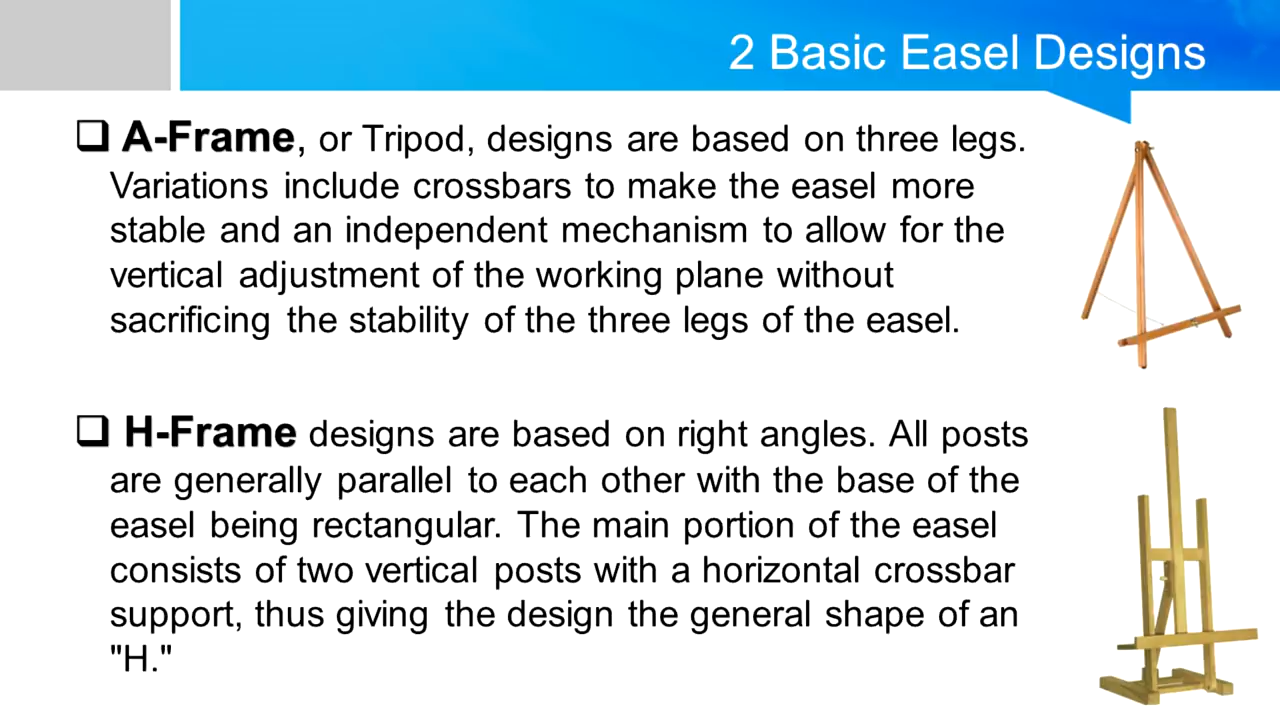 2 Basic Easel Designs
A-Frame, or Tripod, designs are based on three legs.
Variations include crossbars to make the easel more
stable and an independent mechanism to allow for the
vertical adjustment of the working plane without
sacrificing the stability of the three legs of the easel.
H-Frame designs are based on right angles. All posts
are generally parallel to each other with the base of the
easel being rectangular. The main portion of the easel
consists of two vertical posts with a horizontal crossbar
support, thus giving the design the general shape of an
"H."